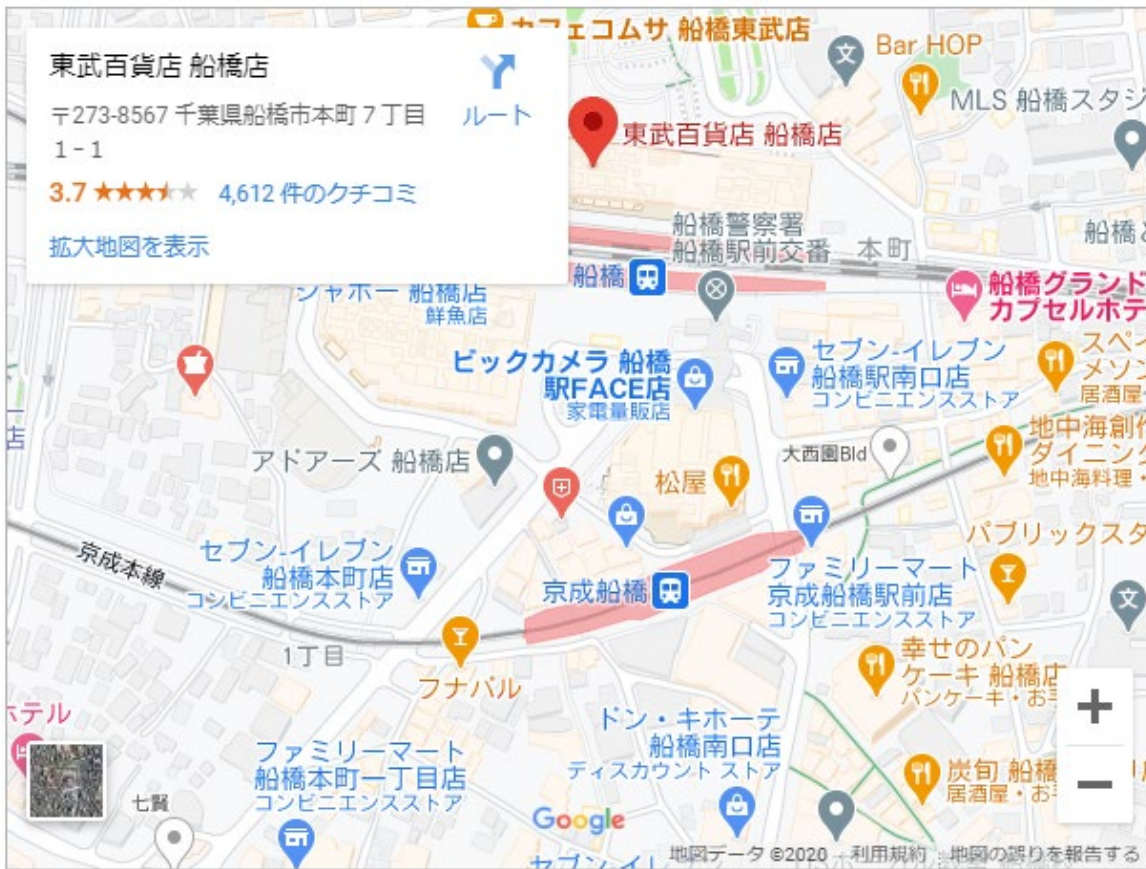 カフェコムサ 船橋東武店
東武百貨店 船橋店
〒273-8567 千葉県船橋市本町７丁目
１−１
ルート
3.7
4,612 件のクチコミ
拡大地図を表示
Bar HOP
MLS 船橋スタジ
東武百貨店 船橋店
船橋警察署
船橋駅前交番
本町
船橋
船橋
船橋グランド
カプセルホテ
シャポー 船橋店
鮮魚店
ビックカメラ 船橋
駅FACE店
家電量販店
セブン-イレブン
船橋駅南口店
コンビニエンスストア
スペイ
メソン
居酒屋・
店
アドアーズ 船橋店
松屋
大西園Bld
地中海創作
ダイニング
地中海料理・
京成本線
セブン-イレブン
船橋本町店
コンビニエンスストア
京成船橋
ファミリーマート
京成船橋駅前店
コンビニエンスストア
パブリックスタ
1丁目
フナバル
幸せのパン
ケーキ 船橋店
パンケーキ・お
ホテル
ファミリーマート
船橋本町一丁目店
コンビニエンスストア
ドン・キホーテ
船橋南口店
ディスカウント ストア
炭旬 船橋
居酒屋・お
七賢
+
−
Google
セブン-イレブ
地図データ ©2020
利用規約
地図の誤りを報告する